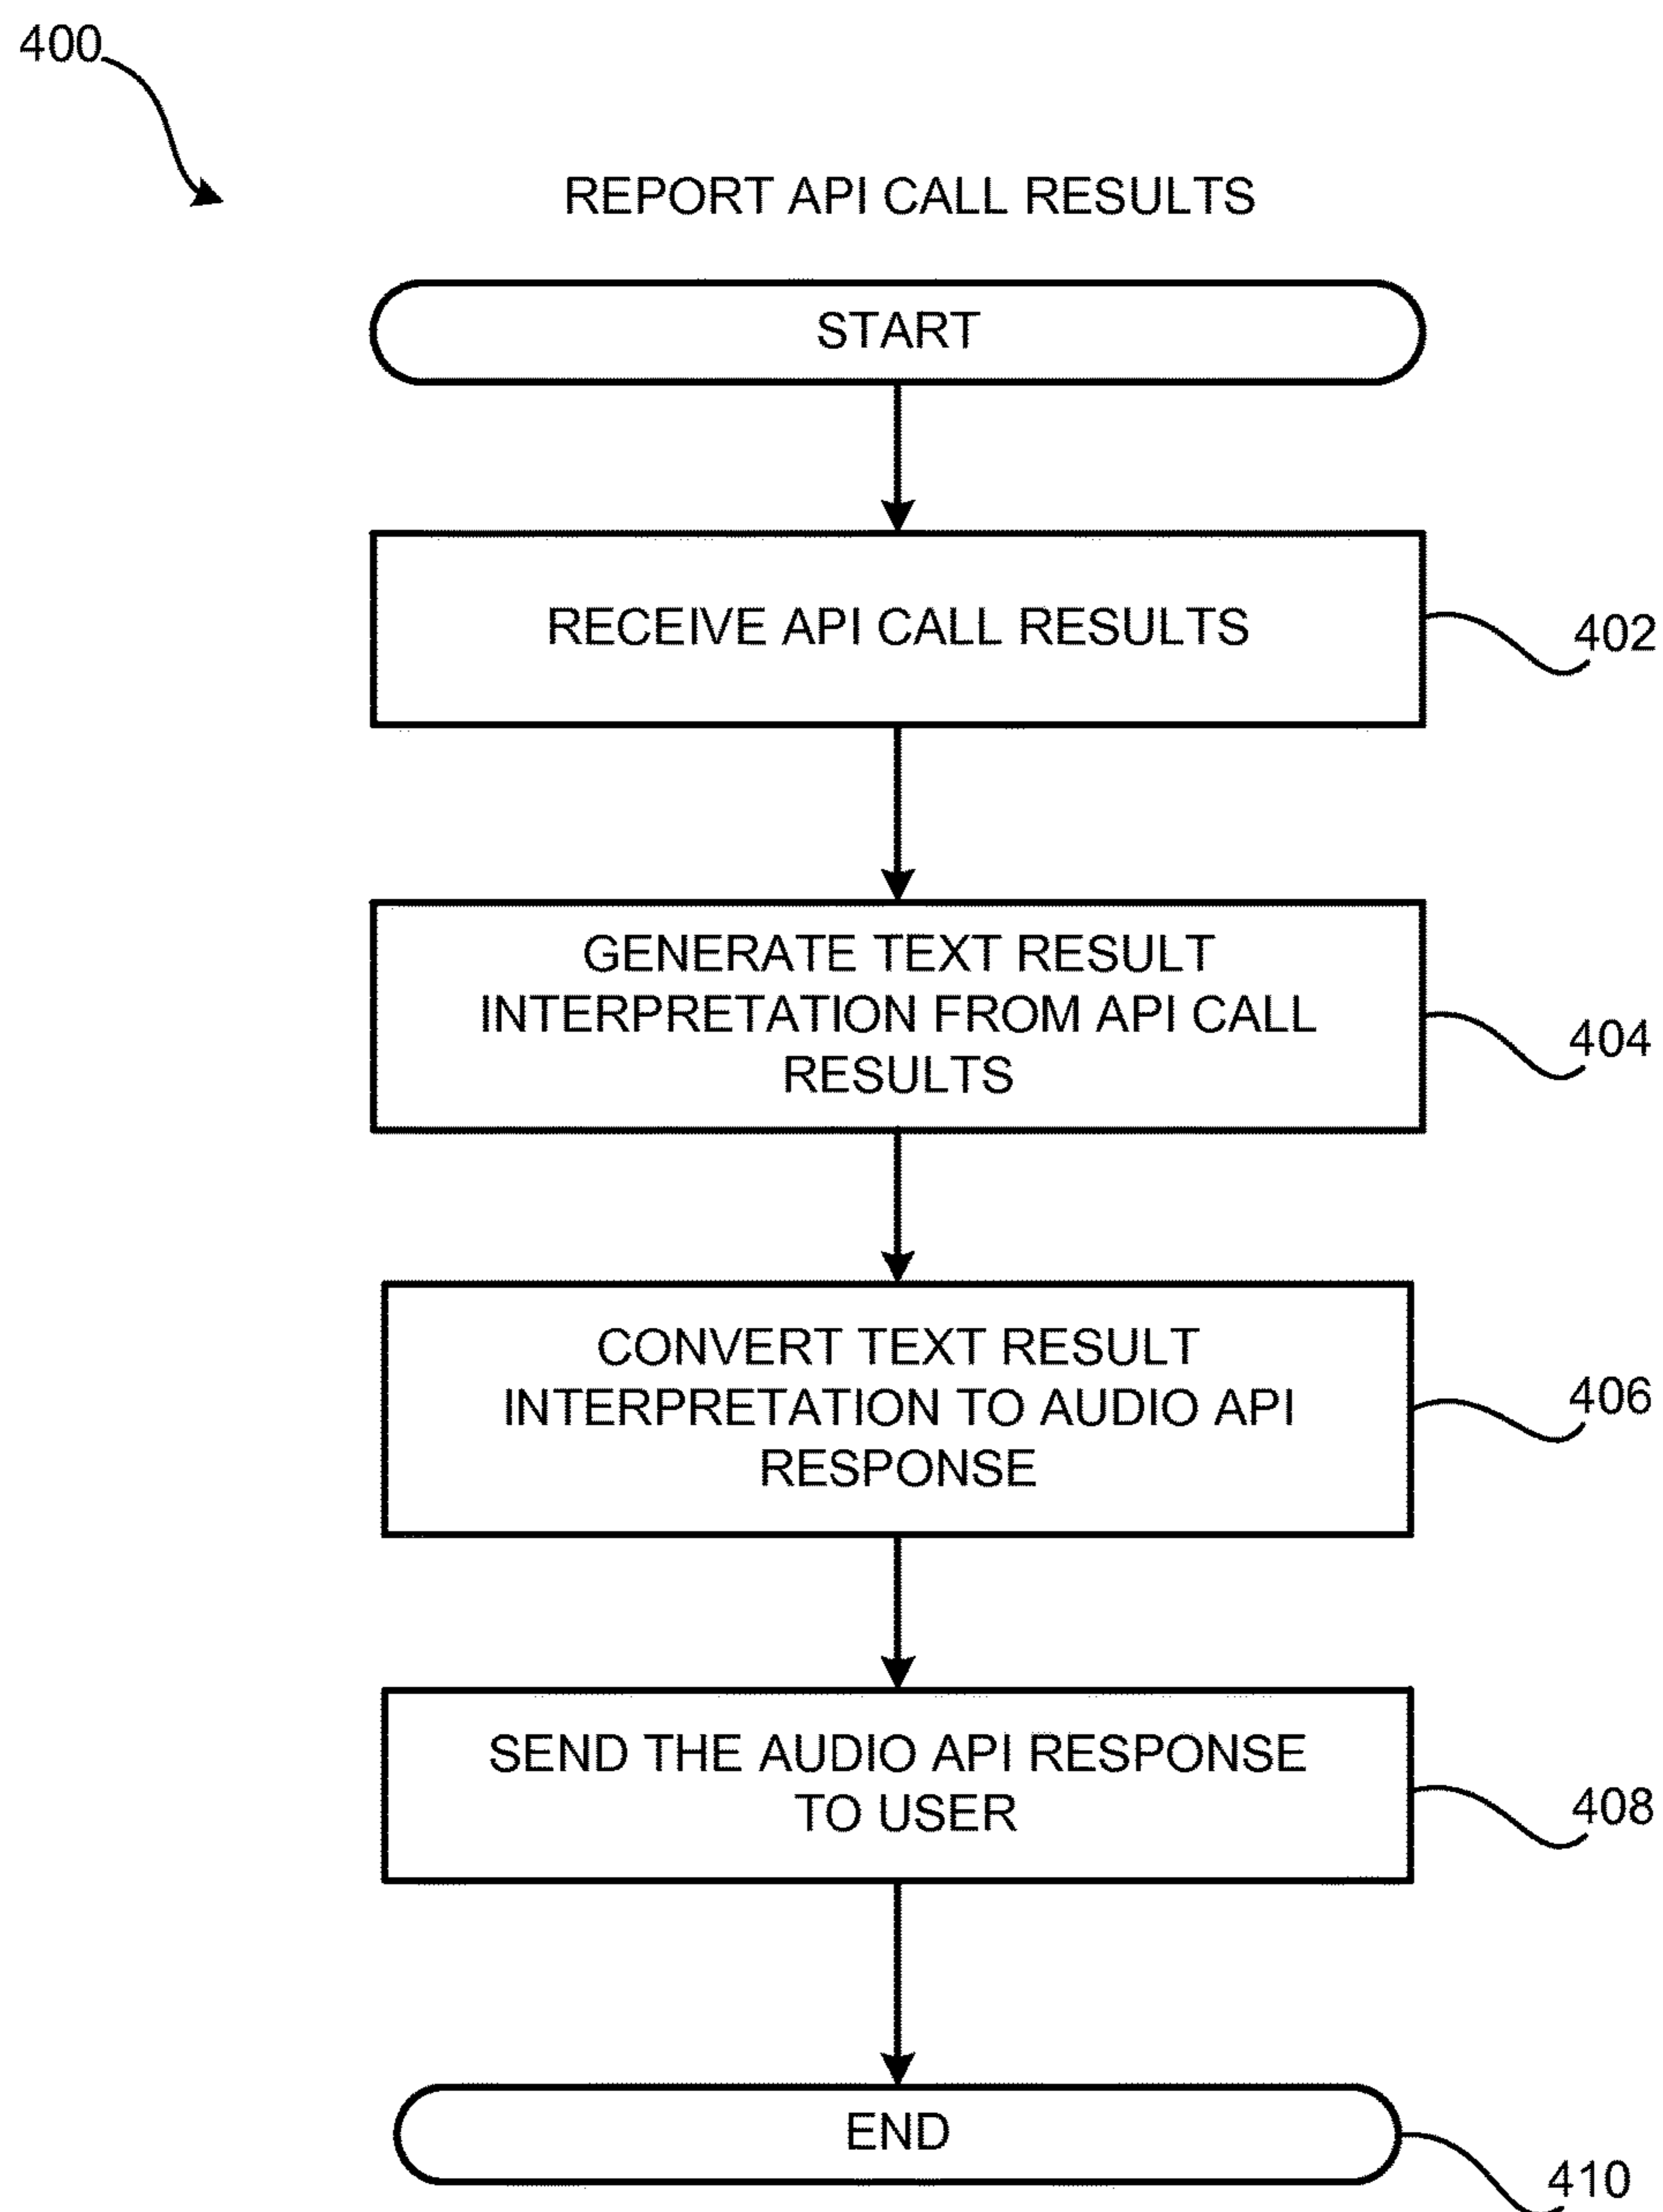 400
REPORT API CALL RESULTS
START
RECEIVE API CALL RESULTS
402
GENERATE TEXT RESULT
INTERPRETATION FROM API CALL
RESULTS
404
CONVERT TEXT RESULT
INTERPRETATION TO AUDIO API
RESPONSE
406
SEND THE AUDIO API RESPONSE
TO USER
408
END
410